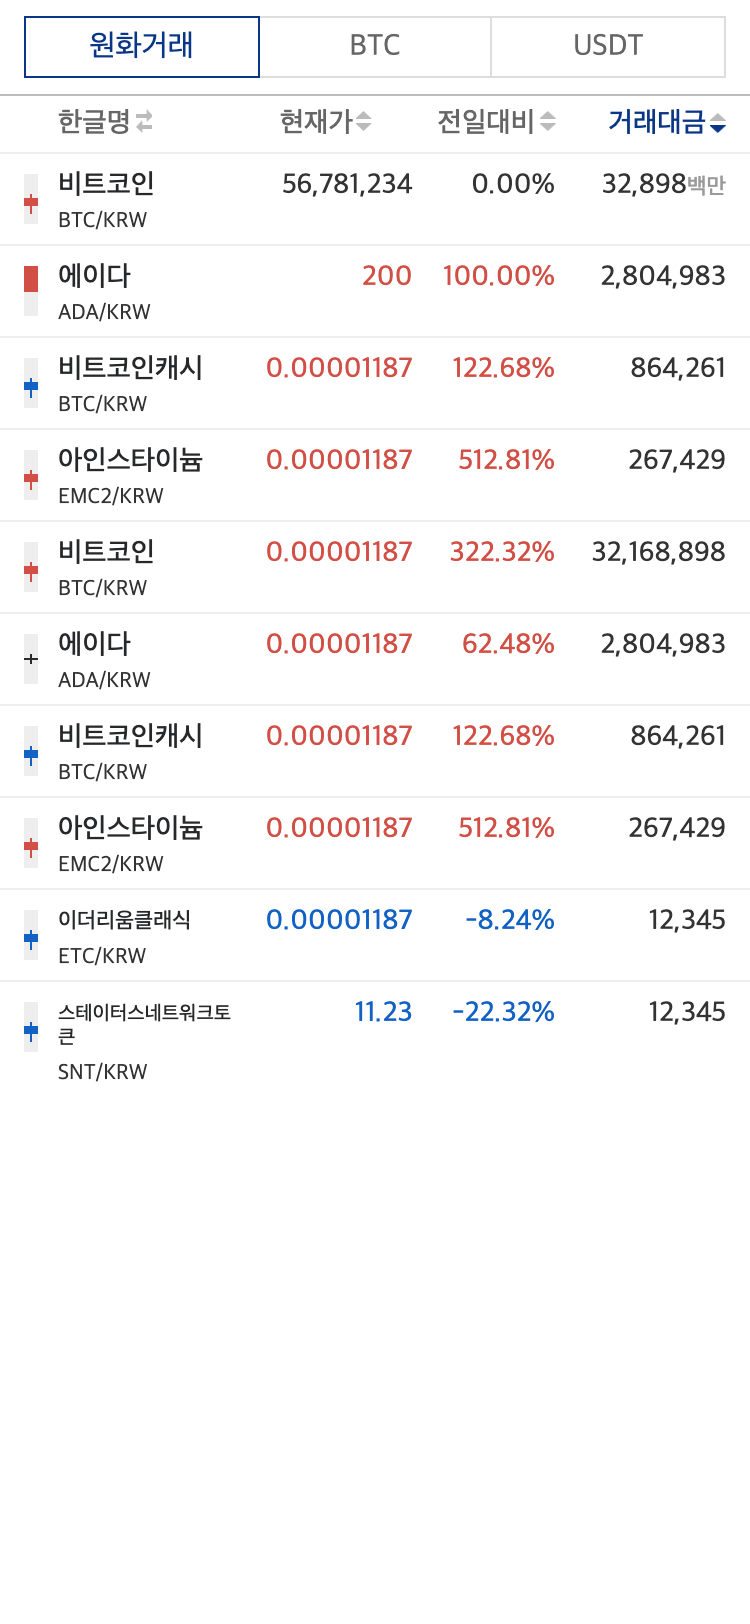 원화거래 BTC USDT
한글명 현재가 전일대비 거래대금
비트코인 56,781,234 0.00% 32,898백만
BTC/KRW
에이다 200 100.00% 2,804,983
ADA/KRW
비트코인캐시 0.00001187 122.68% 864,261
BTC/KRW
아인스타이늄 0.00001187 512.81% 267,429
EMC2/KRW
비트코인 0.00001187 322.32% 32,168,898
BTC/KRW
에이다 0.00001187 62.48% 2,804,983
ADA/KRW
비트코인캐시 0.00001187 122.68% 864,261
BTC/KRW
아인스타이늄 0.00001187 512.81% 267,429
EMC2/KRW
이더리움클래식 0.00001187 -8.24% 12,345
ETC/KRW
스테이터스네트워크토 11.23 -22.32% 12,345
큰
SNT/KRW